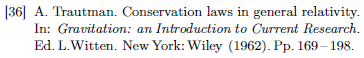 [36] A. Trautman. Conservation laws in general relativity.
In: Gravitation: an Introduction to Current Research.
Ed. L.Witten. New York: Wiley (1962). Pp. 169–198.